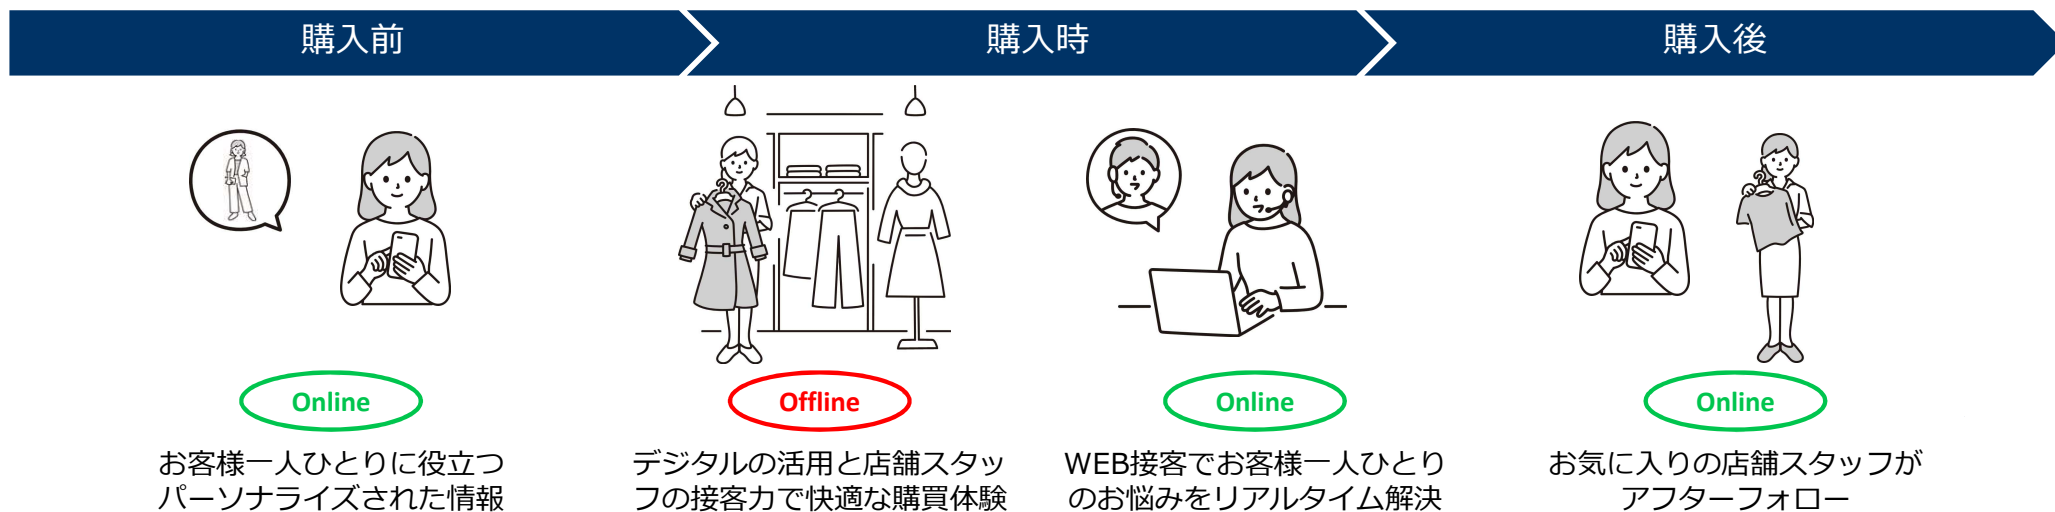 購入前
購入時
購入後
Online
お客様一人ひとりに役立つ
パーソナライズされた情報
Offline
デジタルの活用と店舗スタッ
フの接客力で快適な購買体験
Online
WEB接客でお客様一人ひとり
のお悩みをリアルタイム解決
Online
お気に入りの店舗スタッフが
アフターフォロー